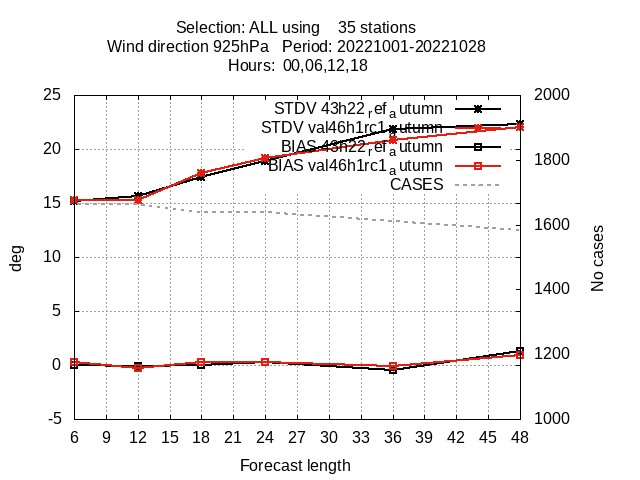 Selection: ALL using    35 stations
Wind direction 925hPa   Period: 20221001-20221028
Hours: 00,06,12,18
25 2000
STDV 43h22_ref_autumn
STDV val46h1rc1_autumn
20 BIAS 43h22_ref_autumn
1800
BIAS val46h1rc1_autumn
CASES
15
1600
10
1400
5
1200
0
-5 1000
deg
No cases
6 9 12 15 18 21 24 27 30 33 36 39 42 45 48
Forecast length